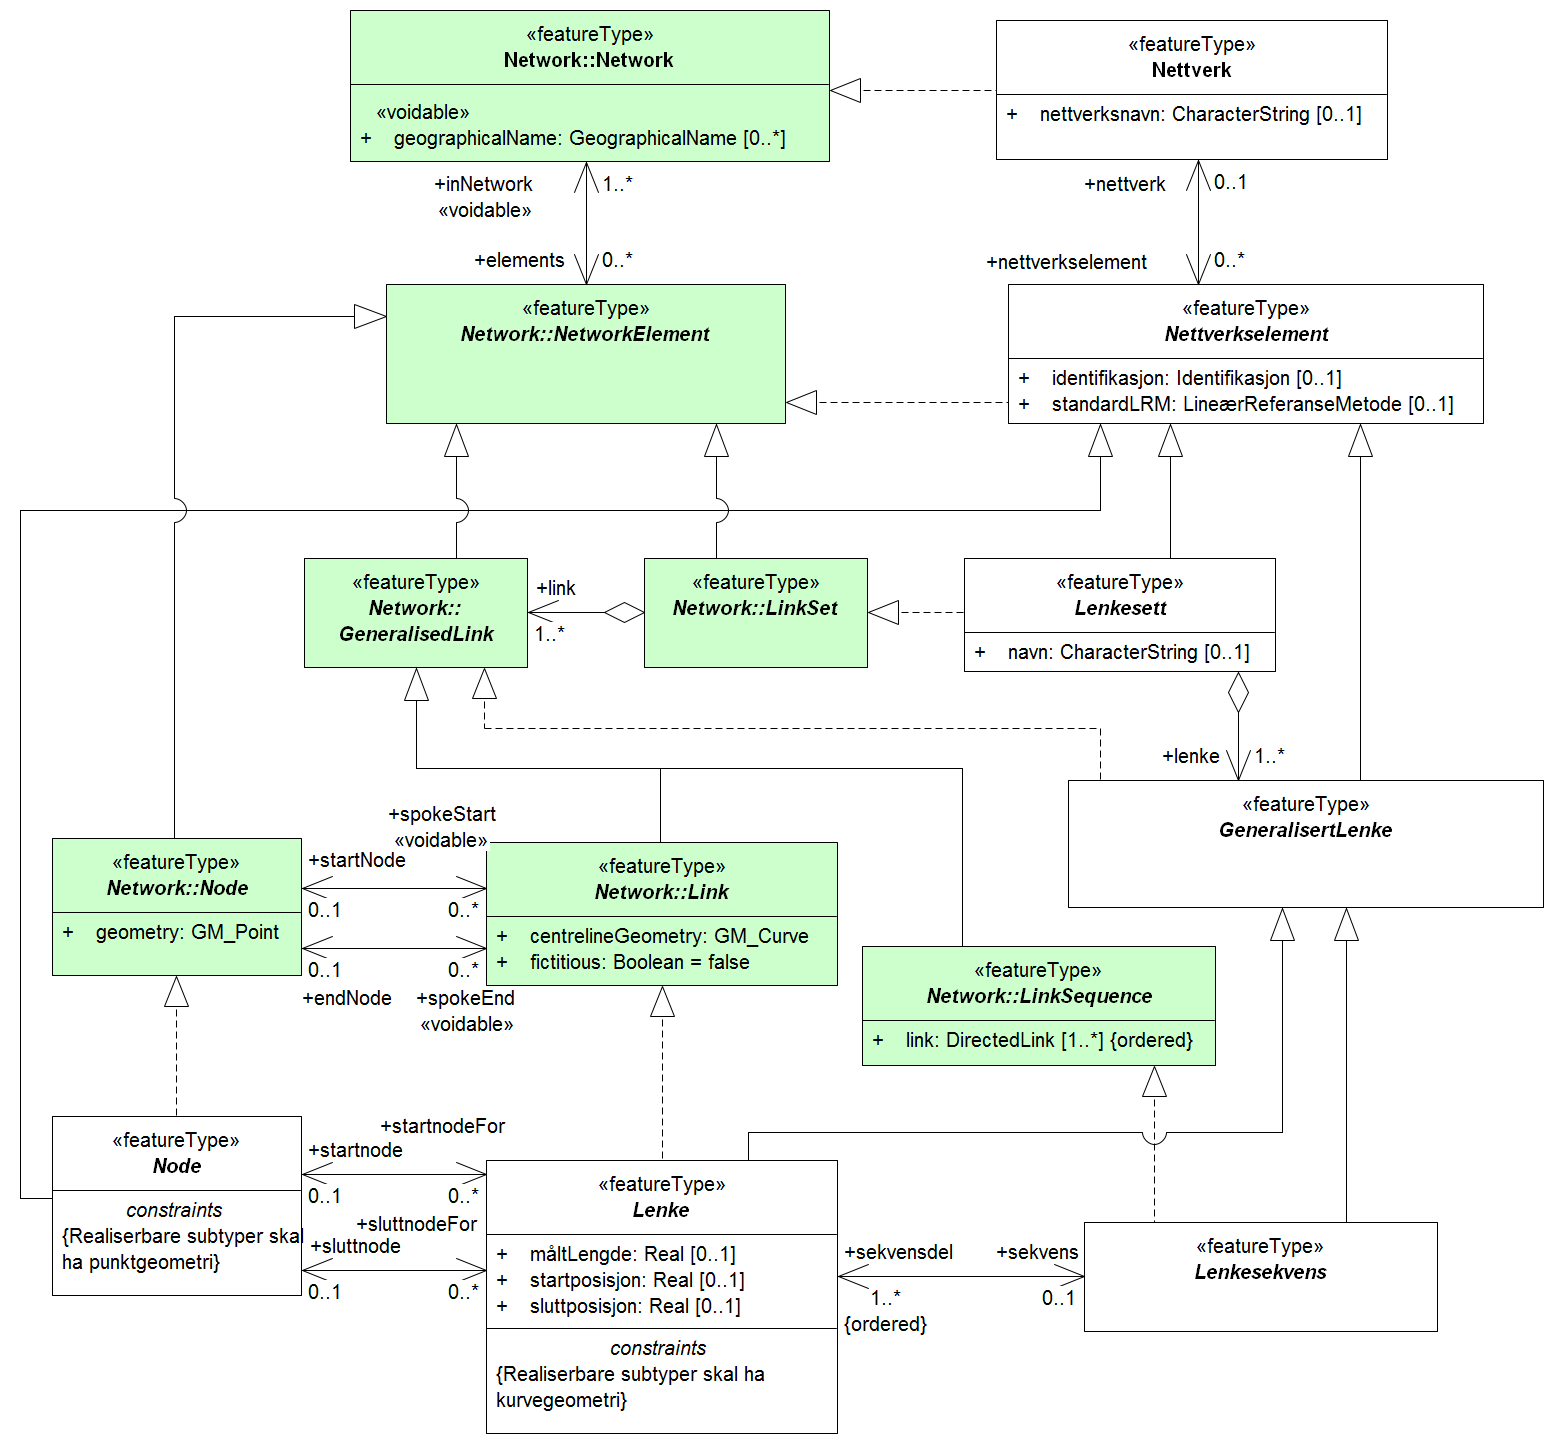 «featureType»
Network::Network
«voidable»
+ geographicalName: GeographicalName [0..*]
«featureType»
Nettverk
+ nettverksnavn: CharacterString [0..1]
+inNetwork
«voidable»
1..*
+elements
0..*
+nettverk
0..1
+nettverkselement
0..*
«featureType»
Network::NetworkElement
«featureType»
Nettverkselement
+ identifikasjon: Identifikasjon [0..1]
+ standardLRM: LineærReferanseMetode [0..1]
«featureType»
Network::
GeneralisedLink
+link
1..*
«featureType»
Network::LinkSet
«featureType»
Lenkesett
+ navn: CharacterString [0..1]
+lenke
1..*
«featureType»
GeneralisertLenke
«featureType»
Network::Node
+ geometry: GM_Point
+spokeStart
«voidable»
+startNode
0..1
0..*
0..1
0..*
+endNode
+spokeEnd
«voidable»
«featureType»
Network::Link
+ centrelineGeometry: GM_Curve
+ fictitious: Boolean = false
«featureType»
Network::LinkSequence
+ link: DirectedLink [1..*] {ordered}
«featureType»
Node
constraints
{Realiserbare subtyper skal
ha punktgeometri}
+startnodeFor
+startnode
0..1
0..*
+sluttnodeFor
+sluttnode
0..1
0..*
«featureType»
Lenke
+ måltLengde: Real [0..1]
+ startposisjon: Real [0..1]
+ sluttposisjon: Real [0..1]
constraints
{Realiserbare subtyper skal ha
kurvegeometri}
+sekvensdel
+sekvens
1..*
0..1
{ordered}
«featureType»
Lenkesekvens